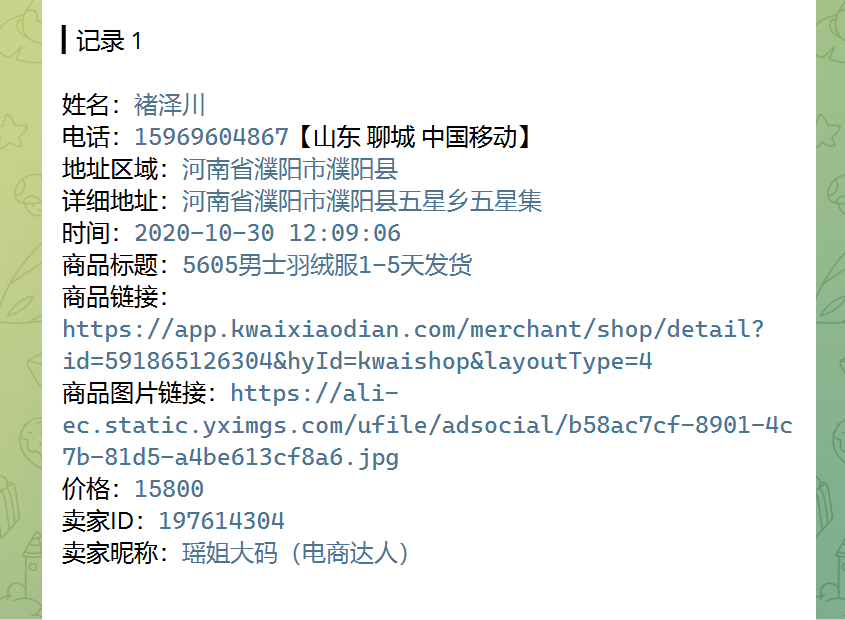 记录 1
姓名：褚泽川
电话：15969604867【山东 聊城 中国移动】
地址区域：河南省濮阳市濮阳县
详细地址：河南省濮阳市濮阳县五星乡五星集
时间：2020-10-30 12:09:06
商品标题：5605男士羽绒服1-5天发货
商品链接：
https://app.kwaixiaodian.com/merchant/shop/detail?
id=591865126304&hyId=kwaishop&layoutType=4
商品图片链接：https://ali-
ec.static.yximgs.com/ufile/adsocial/b58ac7cf-8901-4c
7b-81d5-a4be613cf8a6.jpg
价格：15800
卖家ID：197614304
卖家昵称：瑶姐大码（电商达人）